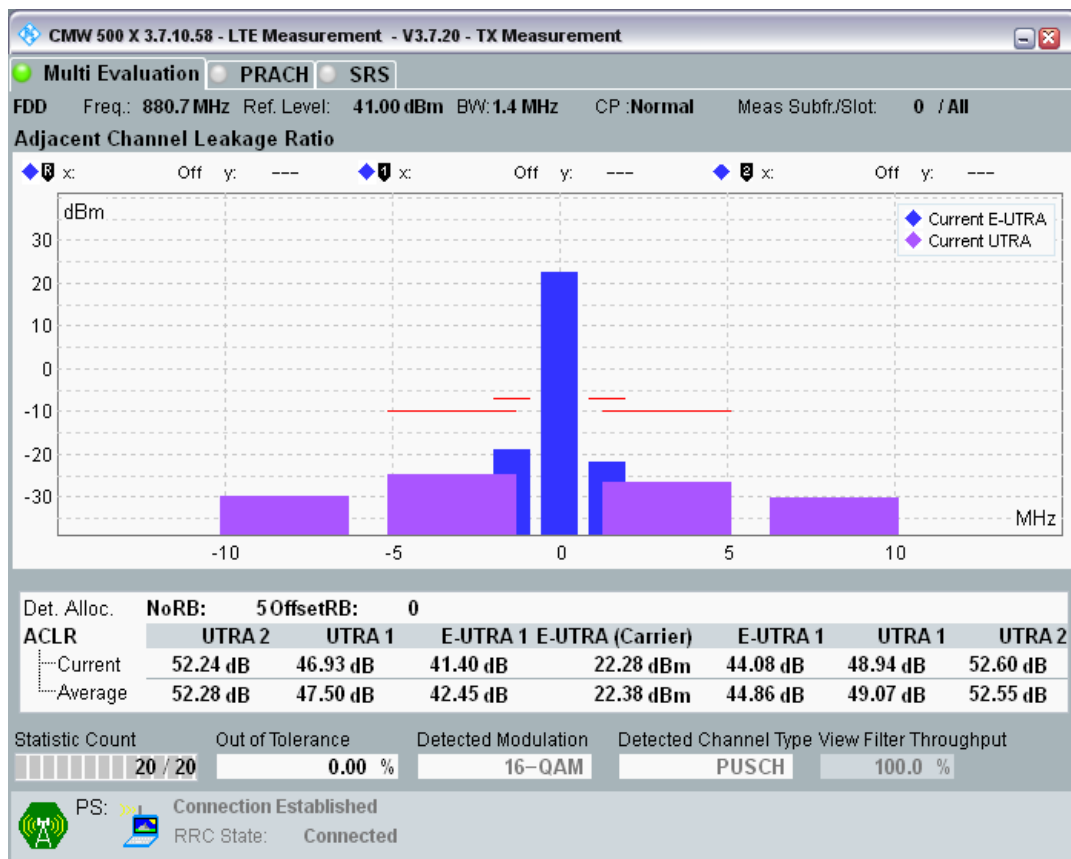 CMW 500 X 3.7.10.58 - LTE Measurement - V3.7.20 - TX Measurement
Multi Evaluation PRACH SRS
FDD Freq.: 880.7 MHz Ref. Level: 41.00 dBm BW: 1.4 MHz CP :Normal Meas Subfr./Slot: 0 / All
Adjacent Channel Leakage Ratio
R x: Off y: --- 1 x: Off y: --- 2 x: Off y: ---
dBm
Current E-UTRA
Current UTRA
30
20
10
0
-10
-20
-30
MHz
-10 -5 0 5 10
Det. Alloc. NoRB: 5 OffsetRB: 0
ACLR UTRA 2 UTRA 1 E-UTRA 1 E-UTRA (Carrier) E-UTRA 1 UTRA 1 UTRA 2
Current 52.24 dB 46.93 dB 41.40 dB 22.28 dBm 44.08 dB 48.94 dB 52.60 dB
Average 52.28 dB 47.50 dB 42.45 dB 22.38 dBm 44.86 dB 49.07 dB 52.55 dB
Statistic Count Out of Tolerance Detected Modulation Detected Channel Type View Filter Throughput
20 / 20 0.00 % 16-QAM PUSCH 100.0 %
PS: Connection Established
RRC State: Connected